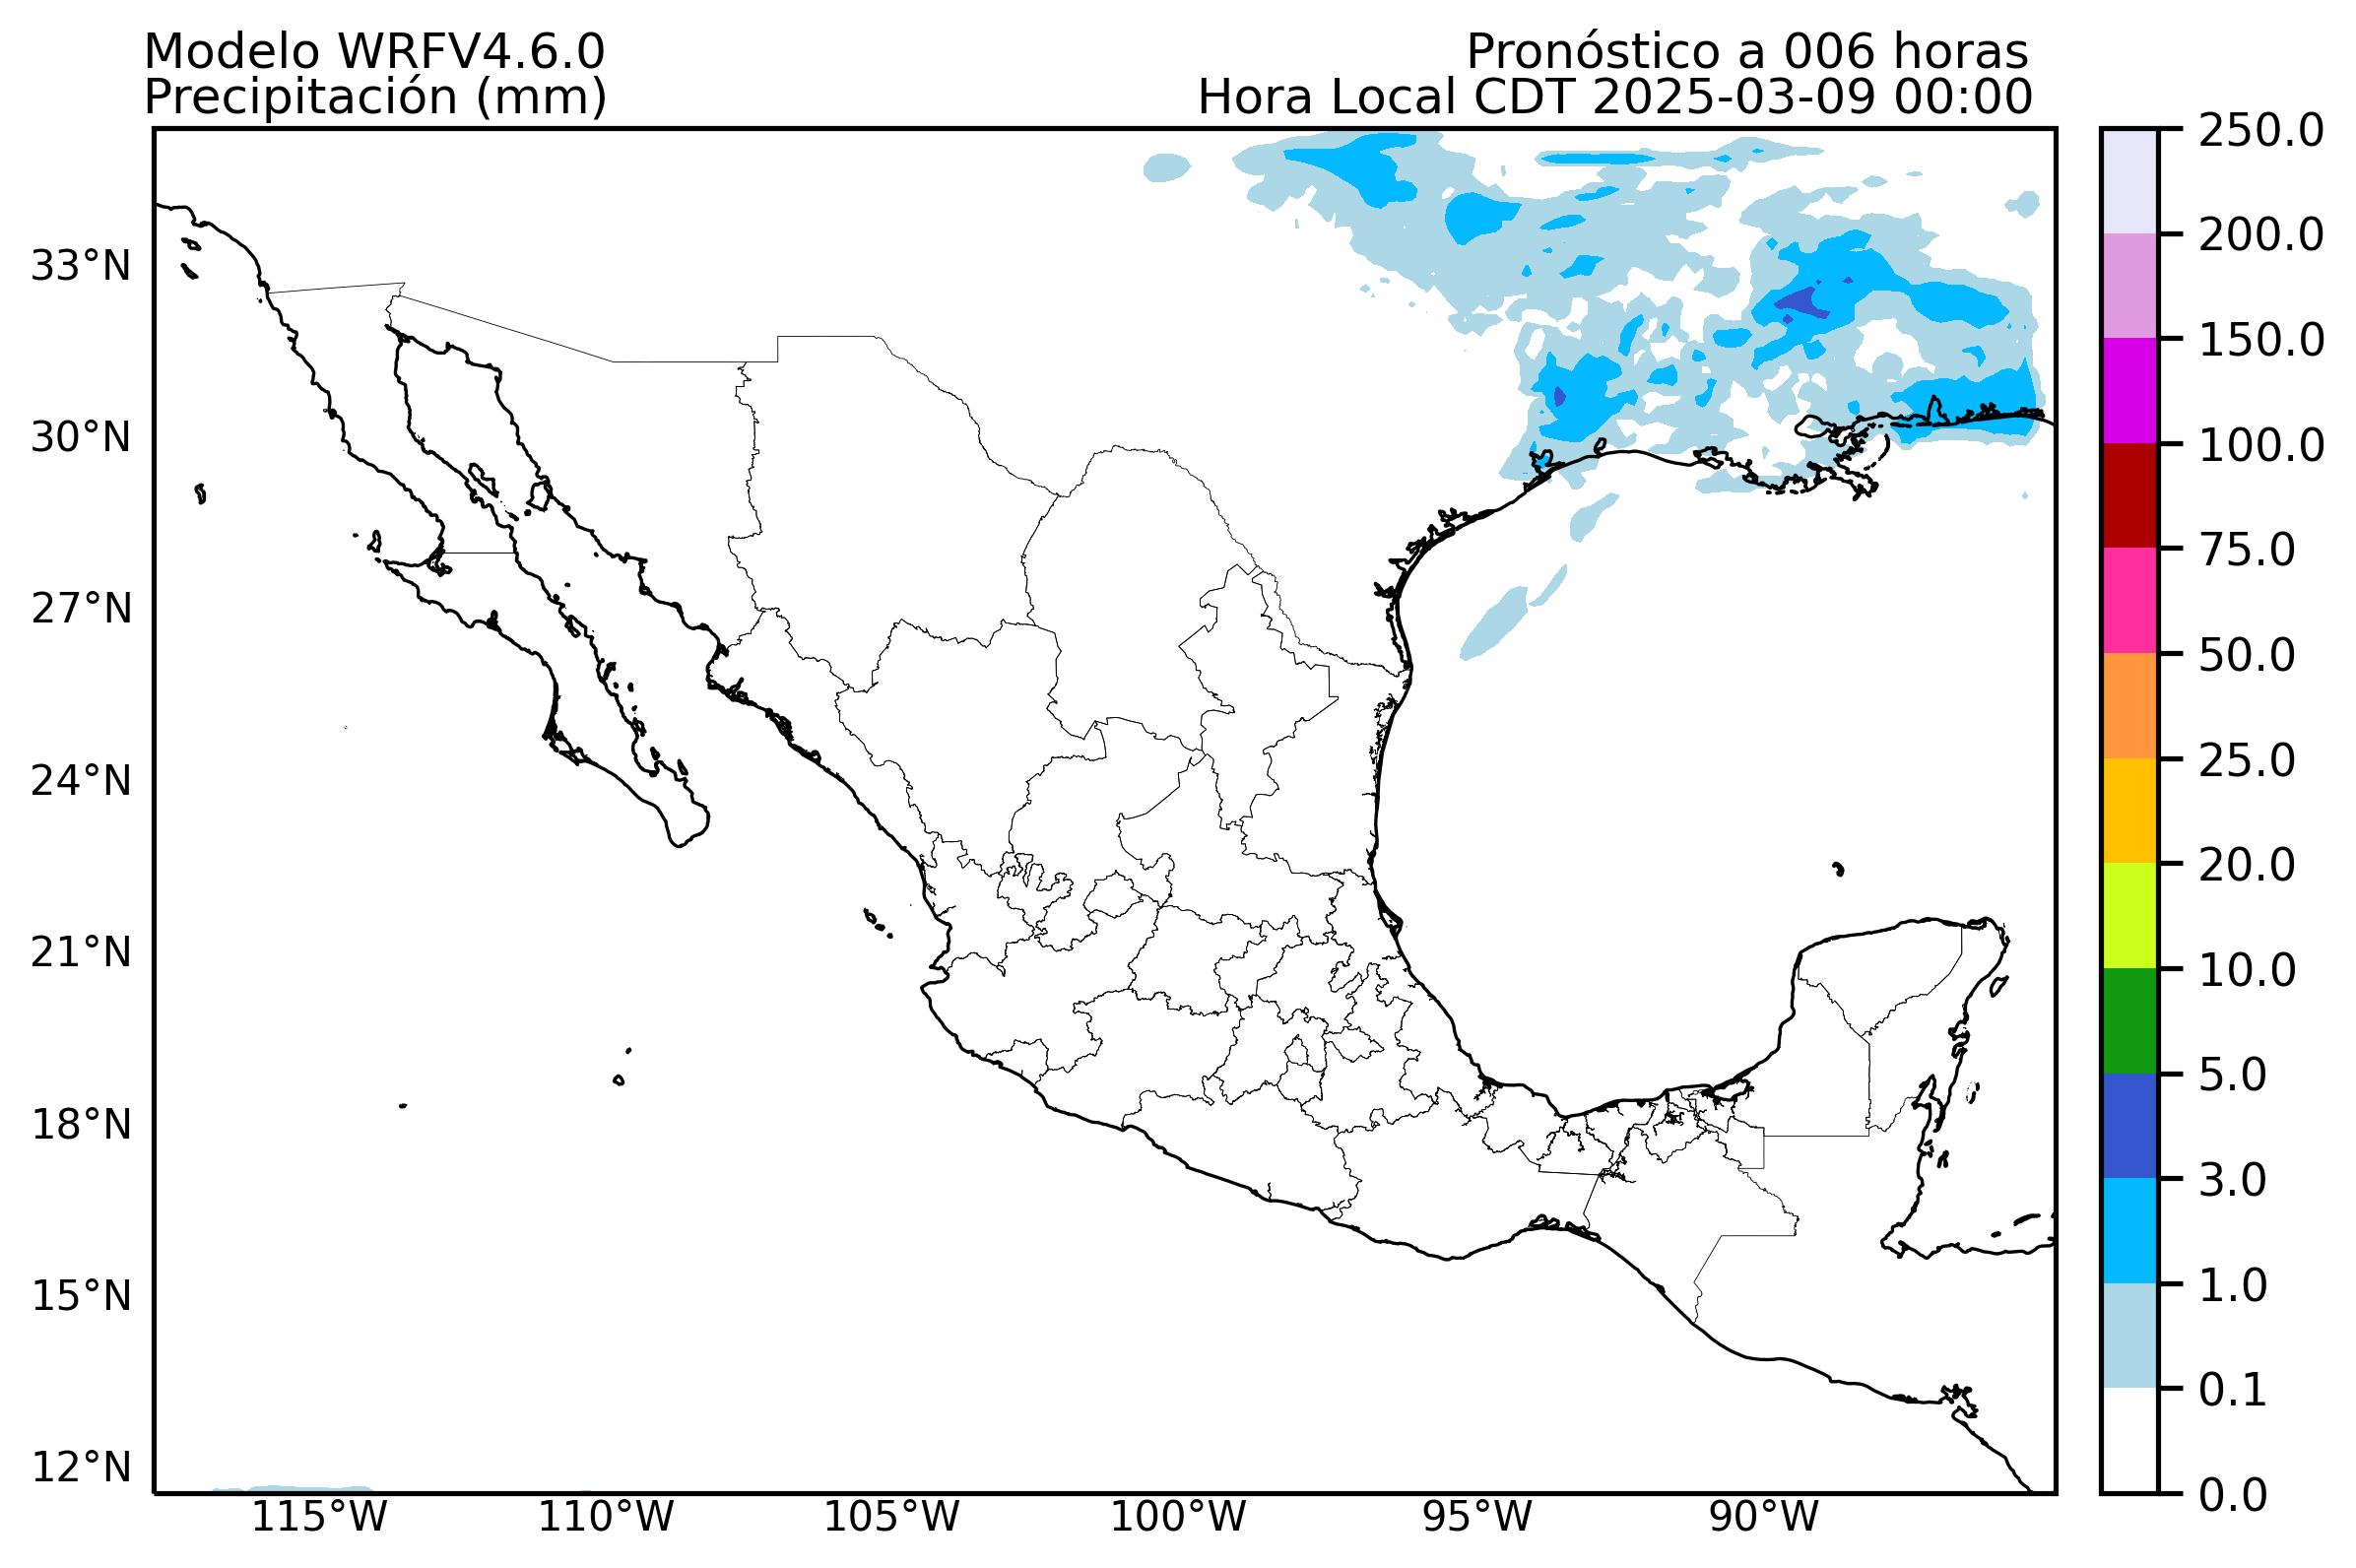 Modelo WRFV4.6.0
Pronóstico a 006 horas
Precipitación (mm)
Hora Local CDT 2025-03-09 00:00
33°N
30°N
27°N
24°N
21°N
18°N
15°N
12°N
115°W
110°W
105°W
100°W
95°W
90°W
250.0
200.0
150.0
100.0
75.0
50.0
25.0
20.0
10.0
5.0
3.0
1.0
0.1
0.0